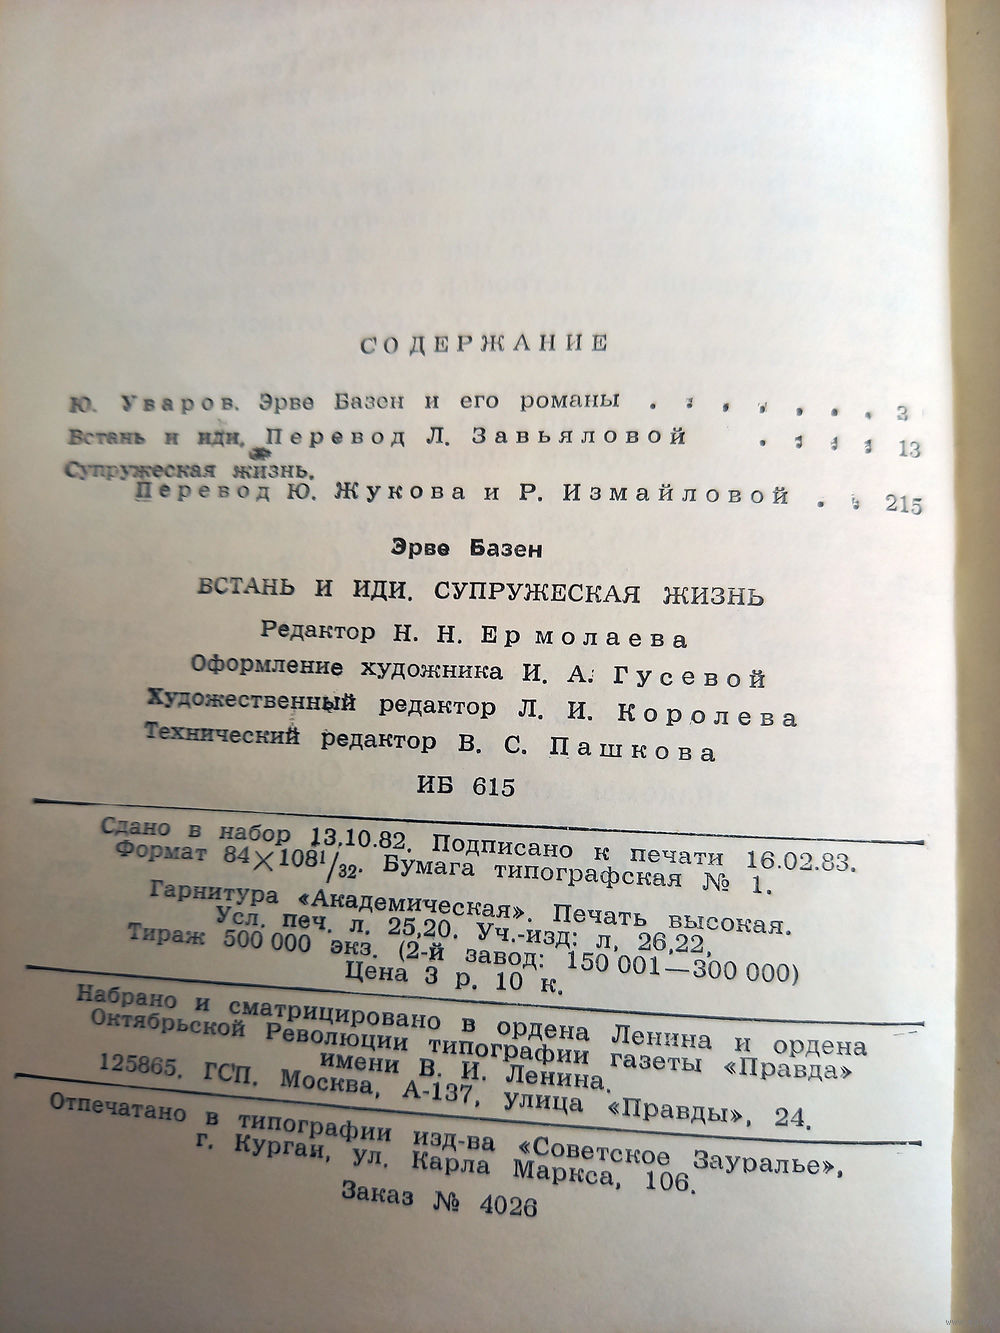 СОДЕРЖАНИЕ
Ю. Уваров. Эрве Базен и его романы . . . . . . . 3
Встань и иди. Перевод Л. Завьяловой . . . . 13
Супружеская жизнь.
Перевод Ю. Жукова и Р. Измайловой . . 215
Эрве Базен
ВСТАНЬ И ИДИ. СУПРУЖЕСКАЯ ЖИЗНЬ
Редактор Н. Н. Ермолаева
Оформление художника И. А. Гусевой
Художественный редактор Л. И. Королева
Технический редактор В. С. Пашкова
ИБ 615
Сдано в набор 13.10.82. Подписано к печати 16.02.83.
Формат 84×108 1/32. Бумага типографская № 1.
Гарнитура «Академическая». Печать высокая.
Усл. печ. л. 25,20. Уч.-изд: л, 26,22,
Тираж 500 000 экз. (2-й завод: 150 001—300 000)
Цена 3 р. 10 к.
Набрано и сматрицировано в ордена Ленина и ордена
Октябрьской Революции типографии газеты «Правда»
имени В. И. Ленина.
125865. ГСП. Москва, А-137, улица «Правды», 24.
Отпечатано в типографии изд-ва «Советское Зауралье»,
г. Курган, ул. Карла Маркса, 106.
Заказ № 4026